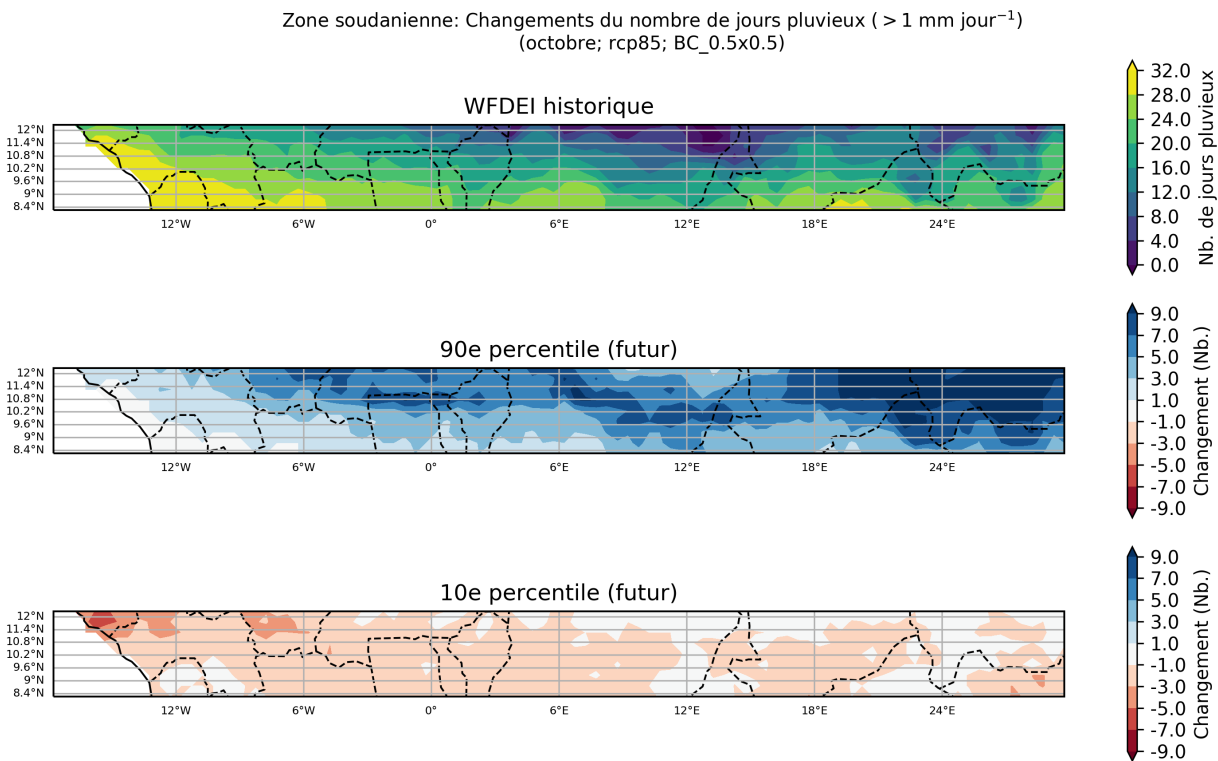 Zone soudanienne: Changements du nombre de jours pluvieux ( > 1 mm jour⁻¹)
(octobre; rcp85; BC_0.5x0.5)
WFDEI historique
12°N
11.4°N
10.8°N
10.2°N
9.6°N
9°N
8.4°N
12°W 6°W 0° 6°E 12°E 18°E 24°E
32.0
28.0
24.0
20.0
16.0
12.0
8.0
4.0
0.0
Nb. de jours pluvieux
90e percentile (futur)
12°N
11.4°N
10.8°N
10.2°N
9.6°N
9°N
8.4°N
12°W 6°W 0° 6°E 12°E 18°E 24°E
9.0
7.0
5.0
3.0
1.0
-1.0
-3.0
-5.0
-7.0
-9.0
Changement (Nb.)
10e percentile (futur)
12°N
11.4°N
10.8°N
10.2°N
9.6°N
9°N
8.4°N
12°W 6°W 0° 6°E 12°E 18°E 24°E
9.0
7.0
5.0
3.0
1.0
-1.0
-3.0
-5.0
-7.0
-9.0
Changement (Nb.)